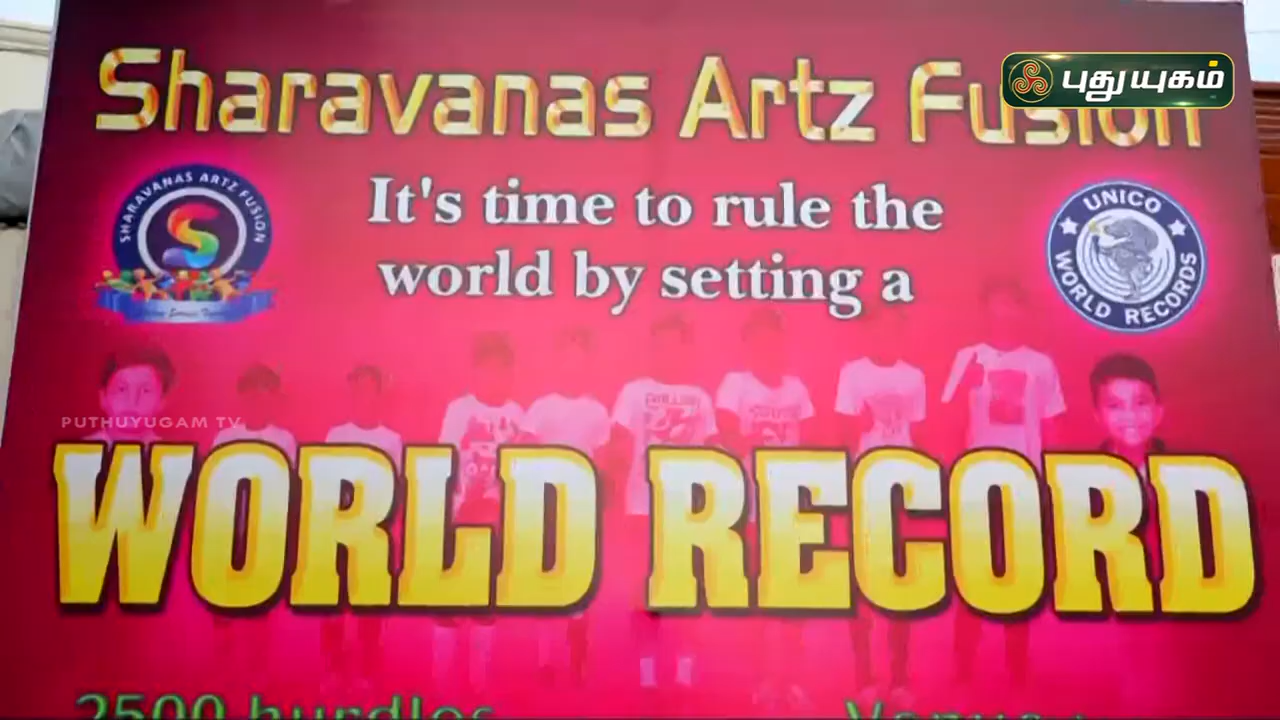 Sharavanas Artz Fusion
புதுயுகம்
SHARAVANAS ARTZ FUSION
It's time to rule the
world by setting a
UNICO
WORLD RECORDS
PUTHUYUGAM TV
WORLD RECORD
2500 hurdles
Venue